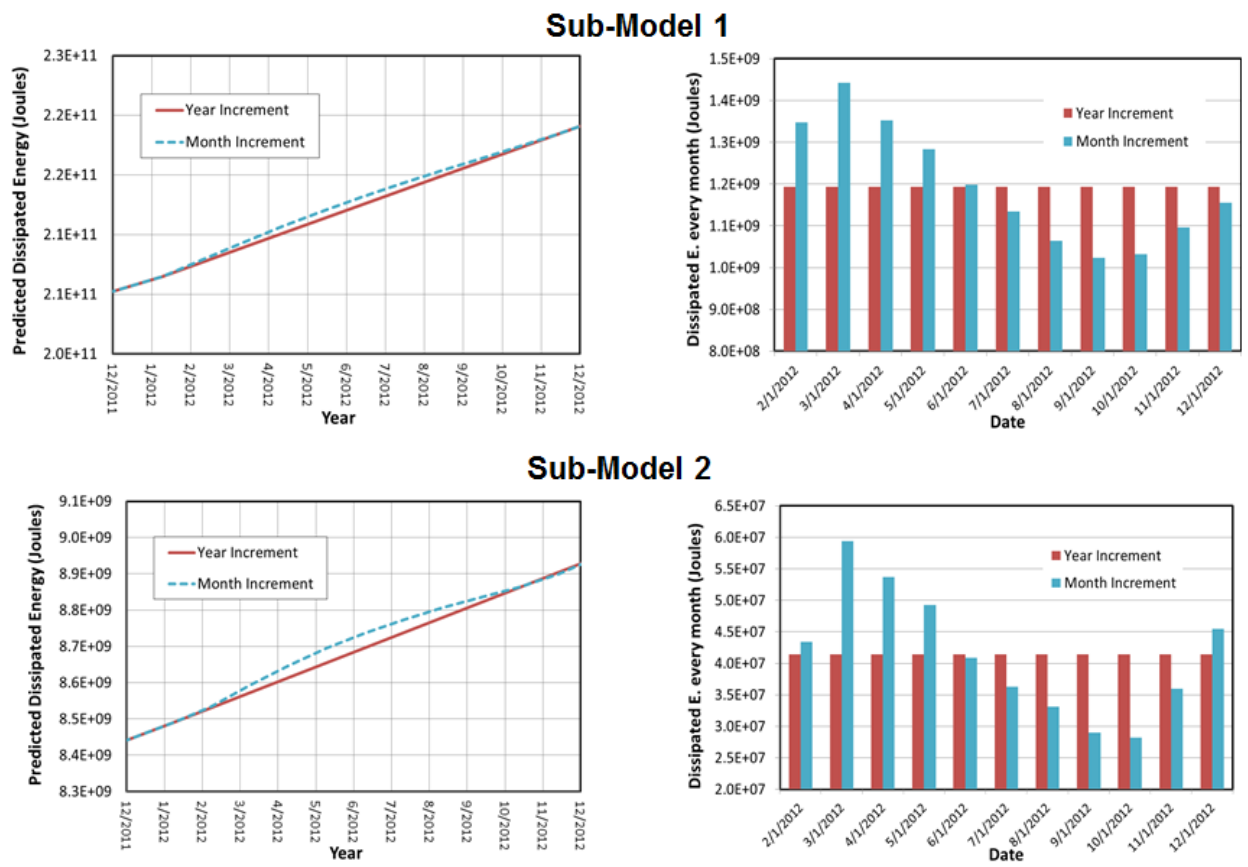 Sub-Model 1
Predicted Dissipated Energy (Joules)
2.3E+11
2.2E+11
2.2E+11
2.1E+11
2.1E+11
2.0E+11
Year Increment
Month Increment
12/2011
1/2012
2/2012
3/2012
4/2012
5/2012
6/2012
7/2012
8/2012
9/2012
10/2012
11/2012
12/2012
Year
Dissipated E. every month (Joules)
1.5E+09
1.4E+09
1.3E+09
1.2E+09
1.1E+09
1.0E+09
9.0E+08
8.0E+08
Year Increment
Month Increment
2/1/2012
3/1/2012
4/1/2012
5/1/2012
6/1/2012
7/1/2012
8/1/2012
9/1/2012
10/1/2012
11/1/2012
12/1/2012
Date
Sub-Model 2
Predicted Dissipated Energy (Joules)
9.1E+09
9.0E+09
8.9E+09
8.8E+09
8.7E+09
8.6E+09
8.5E+09
8.4E+09
8.3E+09
Year Increment
Month Increment
12/2011
1/2012
2/2012
3/2012
4/2012
5/2012
6/2012
7/2012
8/2012
9/2012
10/2012
11/2012
12/2012
Year
Dissipated E. every month (Joules)
6.5E+07
6.0E+07
5.5E+07
5.0E+07
4.5E+07
4.0E+07
3.5E+07
3.0E+07
2.5E+07
2.0E+07
Year Increment
Month Increment
2/1/2012
3/1/2012
4/1/2012
5/1/2012
6/1/2012
7/1/2012
8/1/2012
9/1/2012
10/1/2012
11/1/2012
12/1/2012
Date